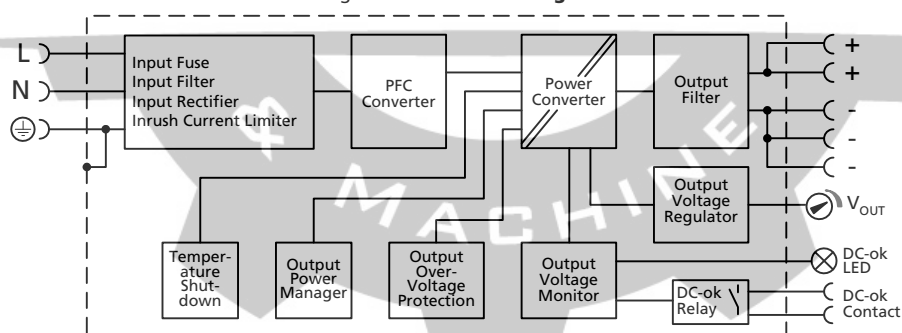 L
N
Input Fuse
Input Filter
Input Rectifier
Inrush Current Limiter
PFC
Converter
Power
Converter
Output
Filter
+
+
-
-
-
Output
Voltage
Regulator
VOUT
Temper-
ature
Shut-
down
Output
Power
Manager
Output
Over-
Voltage
Protection
Output
Voltage
Monitor
DC-ok
Relay
DC-ok
LED
DC-ok
Contact
& MACHINE